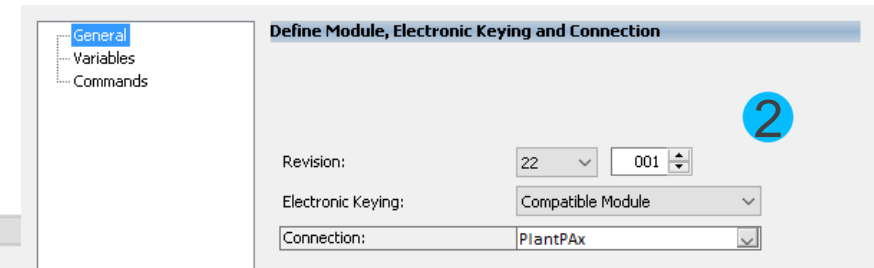 General
Variables
Commands
Define Module, Electronic Keying and Connection
2
Revision: 22 001
Electronic Keying: Compatible Module
Connection: PlantPAx